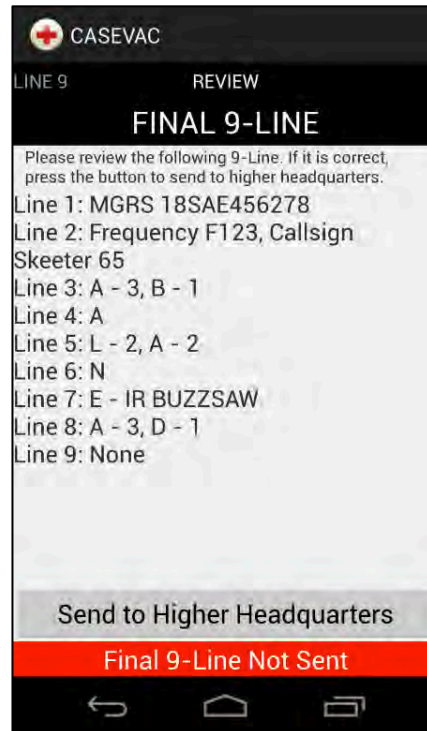 CASEVAC
LINE 9 REVIEW
FINAL 9-LINE
Please review the following 9-Line. If it is correct,
press the button to send to higher headquarters.
Line 1: MGRS 18SAE456278
Line 2: Frequency F123, Callsign
Skeeter 65
Line 3: A - 3, B - 1
Line 4: A
Line 5: L - 2, A - 2
Line 6: N
Line 7: E - IR BUZZSAW
Line 8: A - 3, D - 1
Line 9: None
Send to Higher Headquarters
Final 9-Line Not Sent